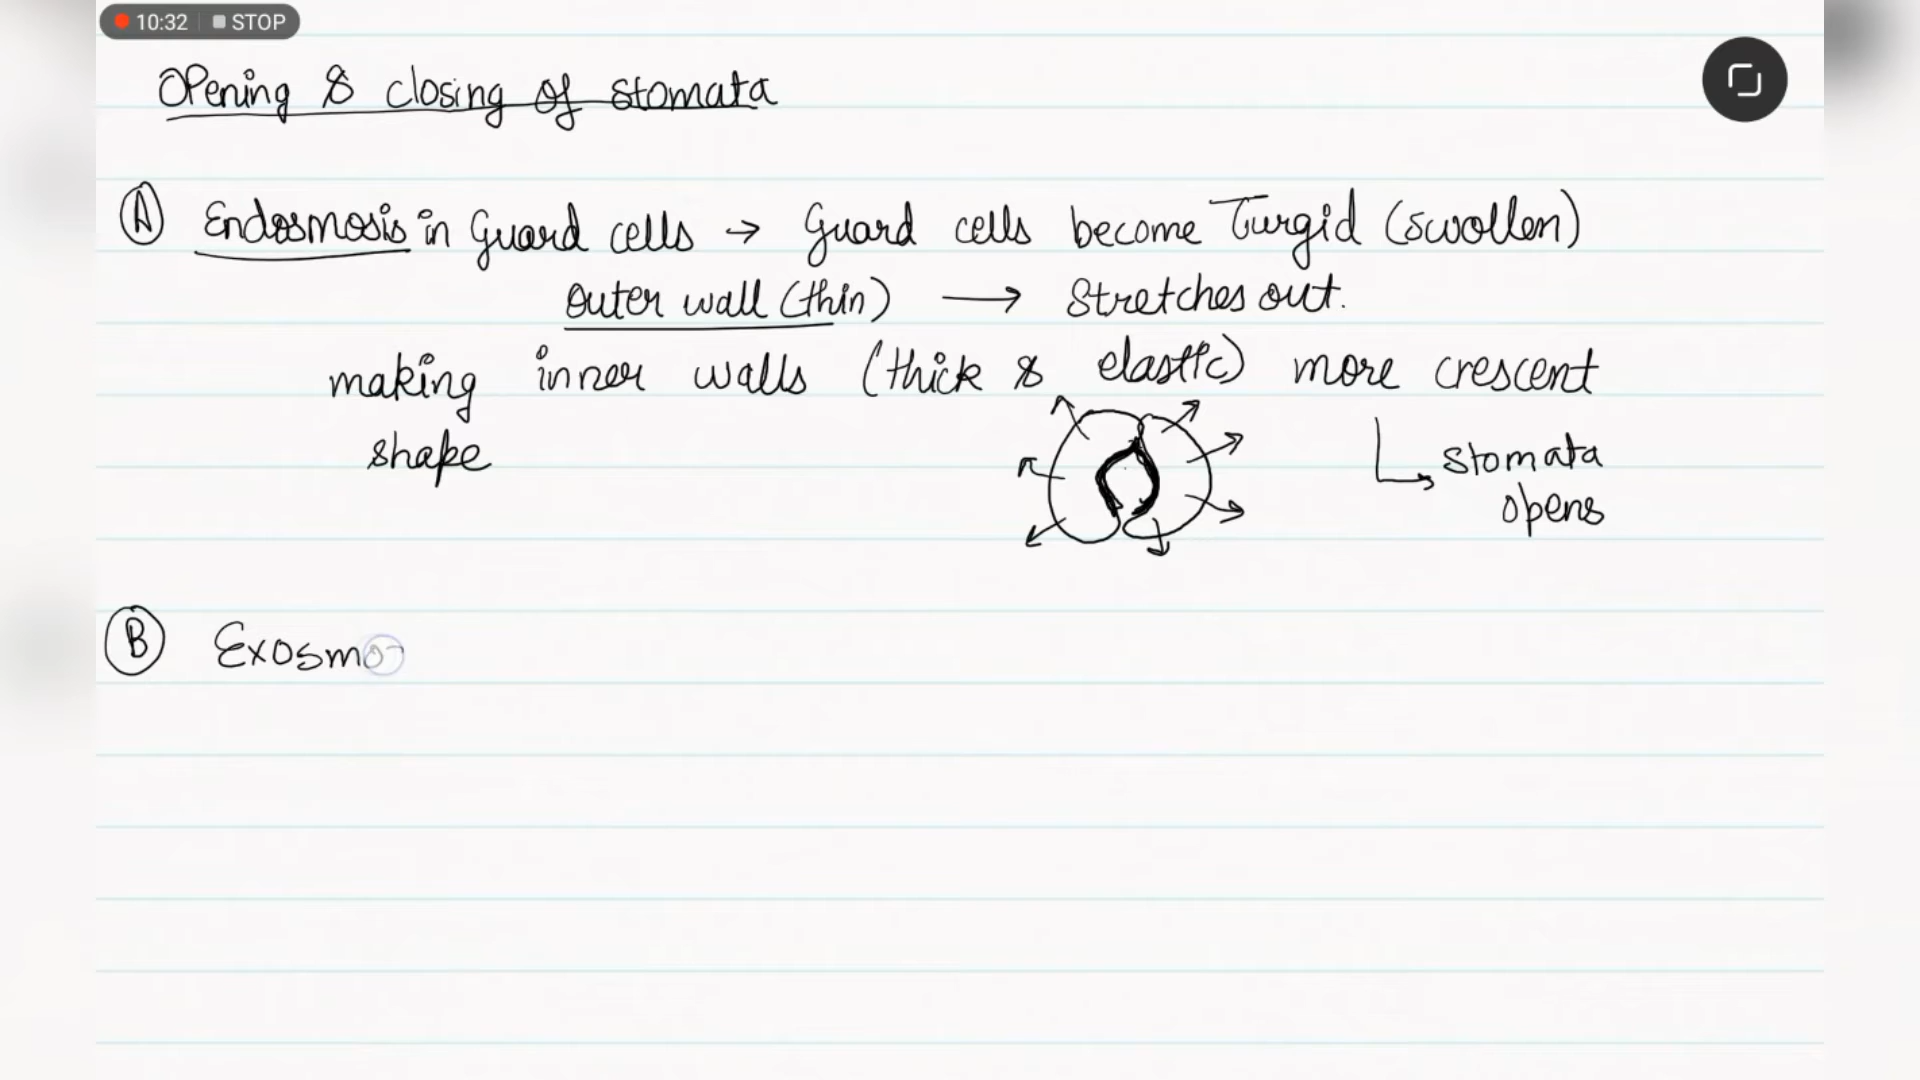 10:32 STOP
Opening & closing of stomata
A Endosmosis in Guard cells → Guard cells become Turgid (swollen)
outer wall (thin) → Stretches out.
making inner walls (thick & elastic) more crescent
shape
stomata
opens
B Exosmo